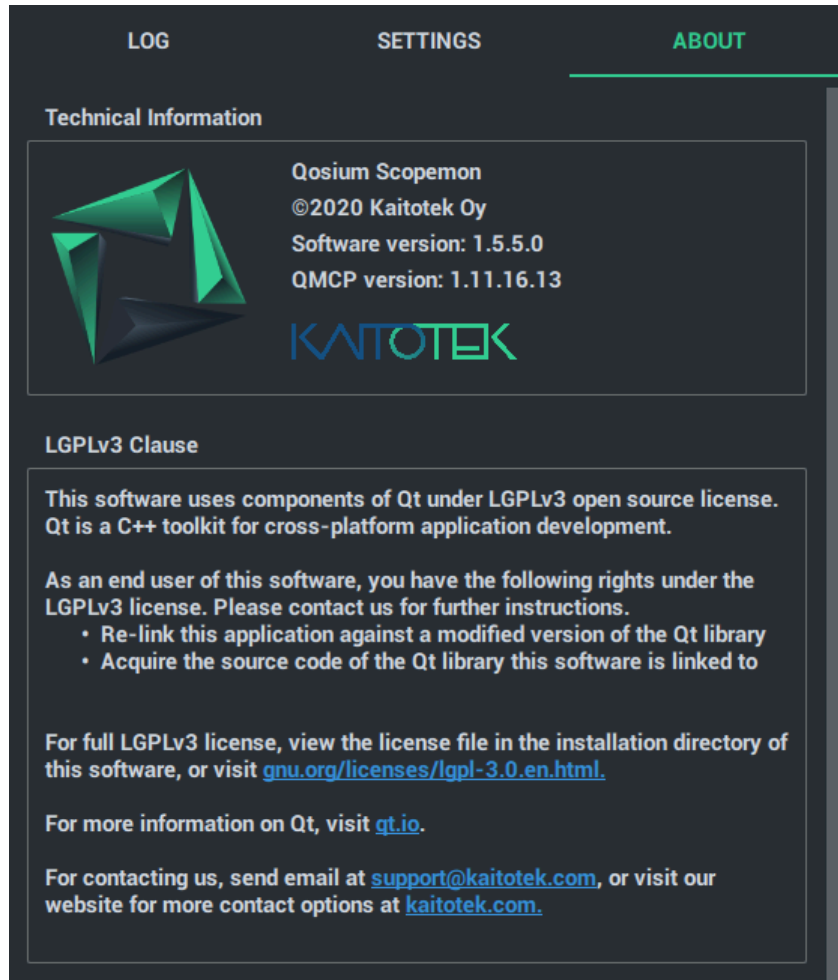 LOG SETTINGS ABOUT
Technical Information
Qosium Scopemon
©2020 Kaitotek Oy
Software version: 1.5.5.0
QMCP version: 1.11.16.13
KAITOTEK
LGPLv3 Clause
This software uses components of Qt under LGPLv3 open source license.
Qt is a C++ toolkit for cross-platform application development.
As an end user of this software, you have the following rights under the
LGPLv3 license. Please contact us for further instructions.
• Re-link this application against a modified version of the Qt library
• Acquire the source code of the Qt library this software is linked to
For full LGPLv3 license, view the license file in the installation directory of
this software, or visit gnu.org/licenses/lgpl-3.0.en.html.
For more information on Qt, visit qt.io.
For contacting us, send email at support@kaitotek.com, or visit our
website for more contact options at kaitotek.com.